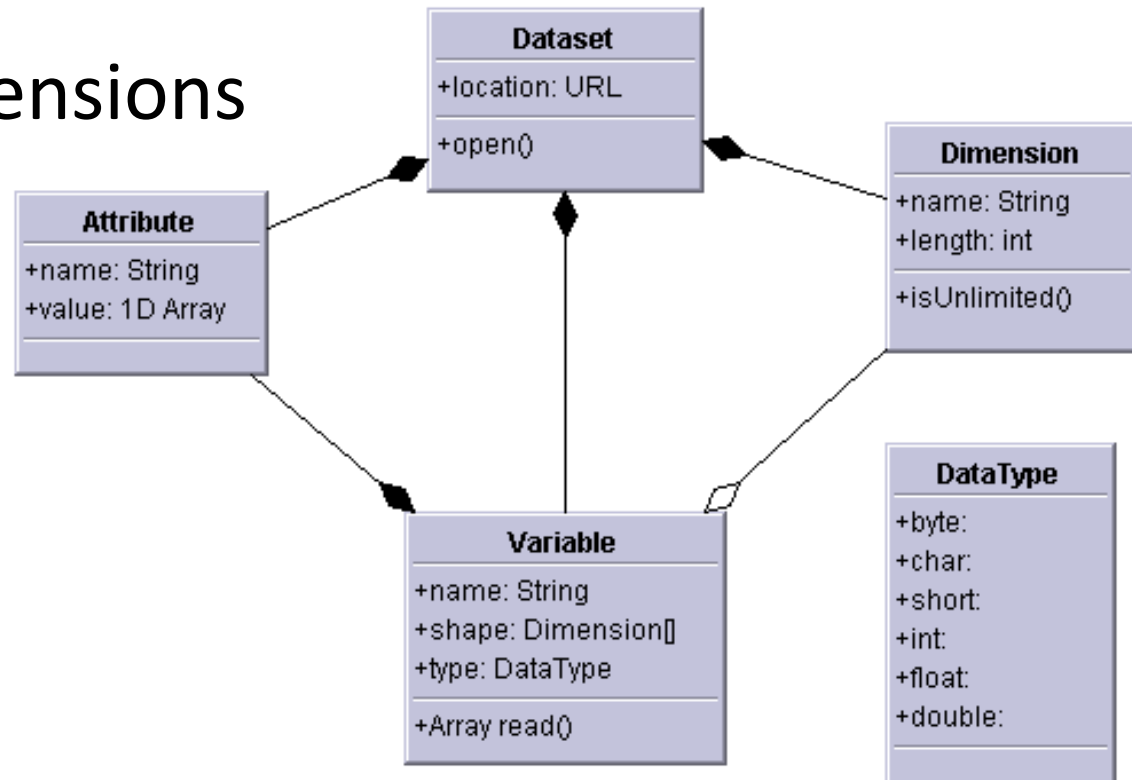 ensions
Dataset
+location: URL
+open()
Attribute
+name: String
+value: 1D Array
Dimension
+name: String
+length: int
+isUnlimited()
Variable
+name: String
+shape: Dimension[]
+type: DataType
+Array read()
DataType
+byte:
+char:
+short:
+int:
+float:
+double: